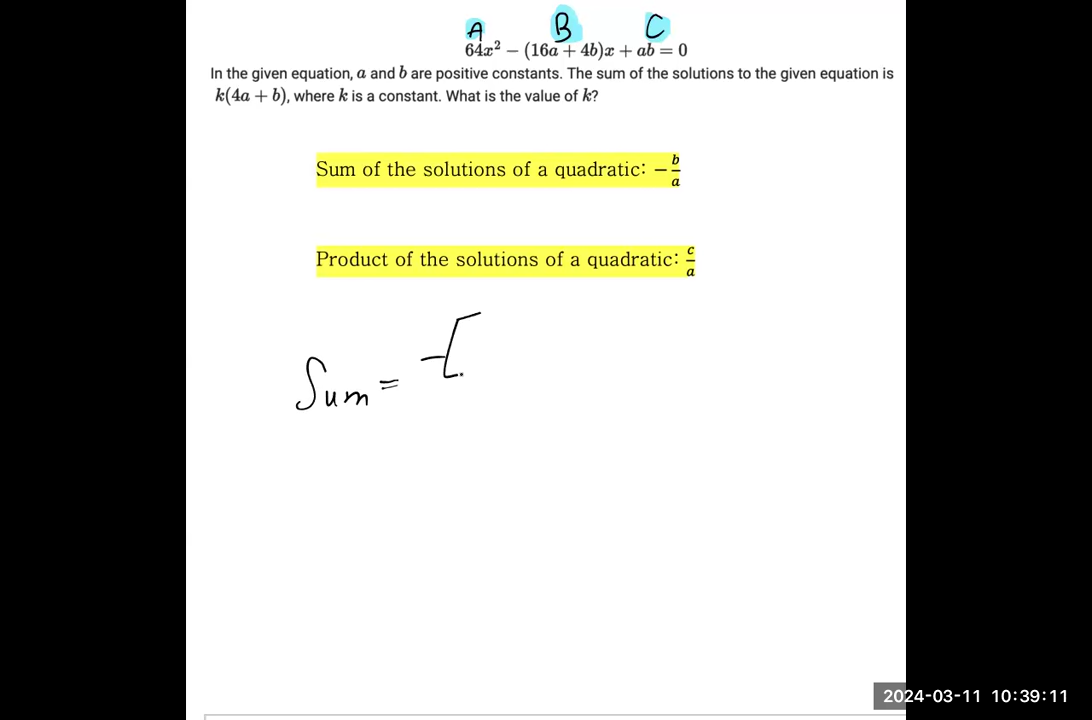 A B C
64x² − (16a + 4b)x + ab = 0
In the given equation, a and b are positive constants. The sum of the solutions to the given equation is
k(4a + b), where k is a constant. What is the value of k?
Sum of the solutions of a quadratic: −b/a
Product of the solutions of a quadratic: c/a
Sum = −[
2024-03-11 10:39:11